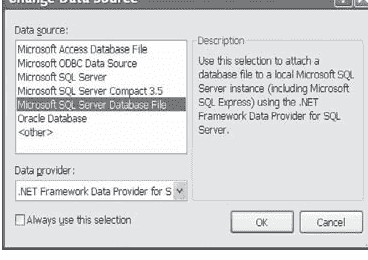 Change Data Source
Data source:
Microsoft Access Database File
Microsoft ODBC Data Source
Microsoft SQL Server
Microsoft SQL Server Compact 3.5
Microsoft SQL Server Database File
Oracle Database
<other>
Description
Use this selection to attach a
database file to a local Microsoft SQL
Server instance (including Microsoft
SQL Express) using the .NET
Framework Data Provider for SQL
Server.
Data provider:
.NET Framework Data Provider for S
Always use this selection
OK
Cancel